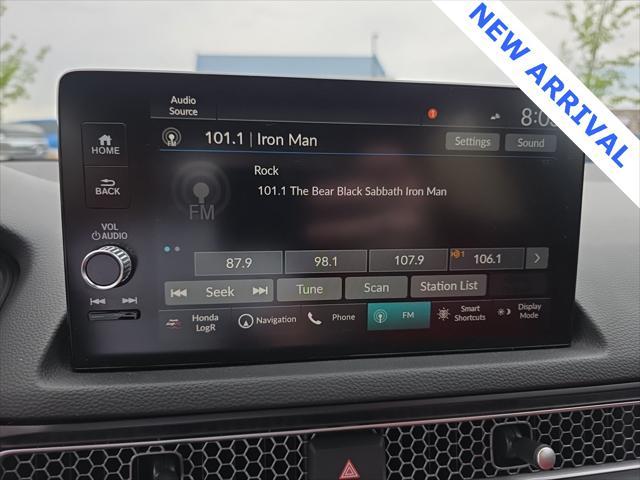 NEW ARRIVAL
Audio
Source
1
HOME
101.1 | Iron Man
Settings
Sound
BACK
Rock
101.1 The Bear Black Sabbath Iron Man
FM
VOL
AUDIO
87.9
98.1
107.9
1
106.1
Seek
Tune
Scan
Station List
Honda
LogR
Navigation
Phone
FM
Smart
Shortcuts
Display
Mode